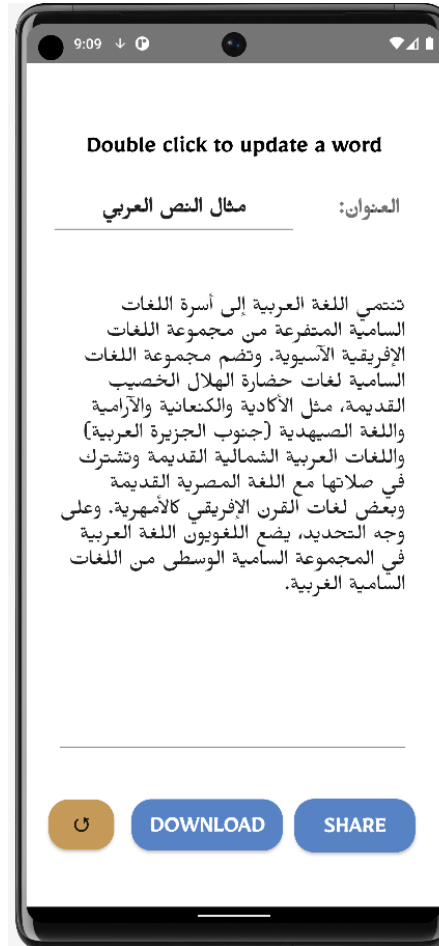 9:09
Double click to update a word
العنوان: مثال النص العربي
تنتمي اللغة العربية إلى أسرة اللغات
السامية المتفرعة من مجموعة اللغات
الإفريقية الآسيوية. وتضم مجموعة اللغات
السامية لغات حضارة الهلال الخصيب
القديمة، مثل الأكادية والكنعانية والآرامية
واللغة الصيهدية (جنوب الجزيرة العربية)
واللغات العربية الشمالية القديمة وتشترك
في صلاتها مع اللغة المصرية القديمة
وبعض لغات القرن الإفريقي كالأمهرية. وعلى
وجه التحديد، يضع اللغويون اللغة العربية
في المجموعة السامية الوسطى من اللغات
السامية الغربية.
DOWNLOAD SHARE